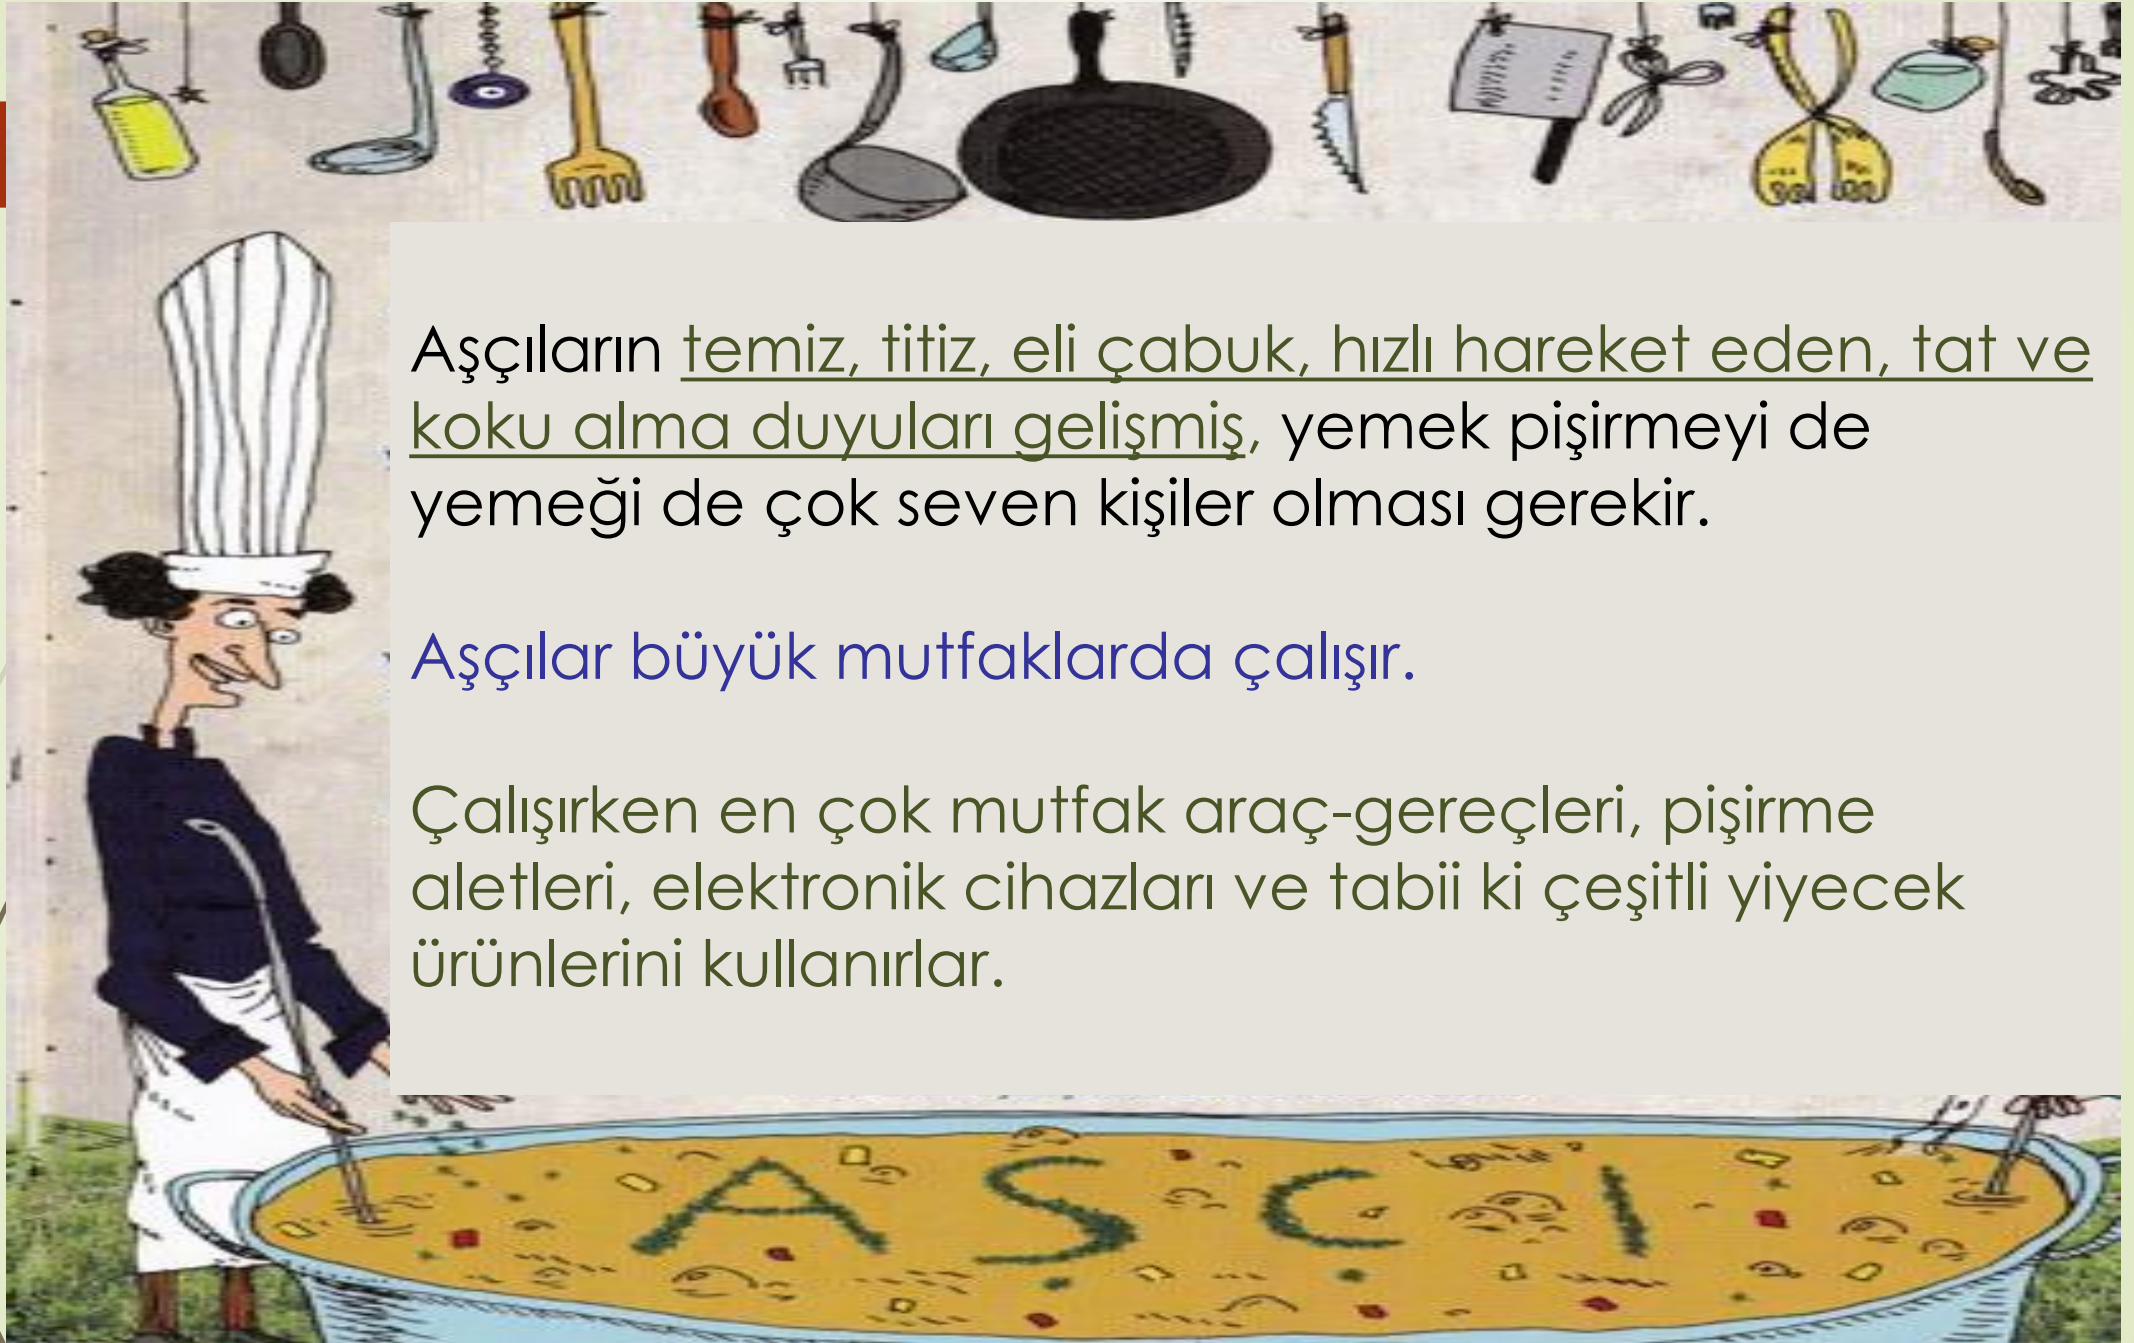 Aşçıların temiz, titiz, eli çabuk, hızlı hareket eden, tat ve
koku alma duyuları gelişmiş, yemek pişirmeyi de
yemeği de çok seven kişiler olması gerekir.
Aşçılar büyük mutfaklarda çalışır.
Çalışırken en çok mutfak araç-gereçleri, pişirme
aletleri, elektronik cihazları ve tabii ki çeşitli yiyecek
ürünlerini kullanırlar.
AŞÇI